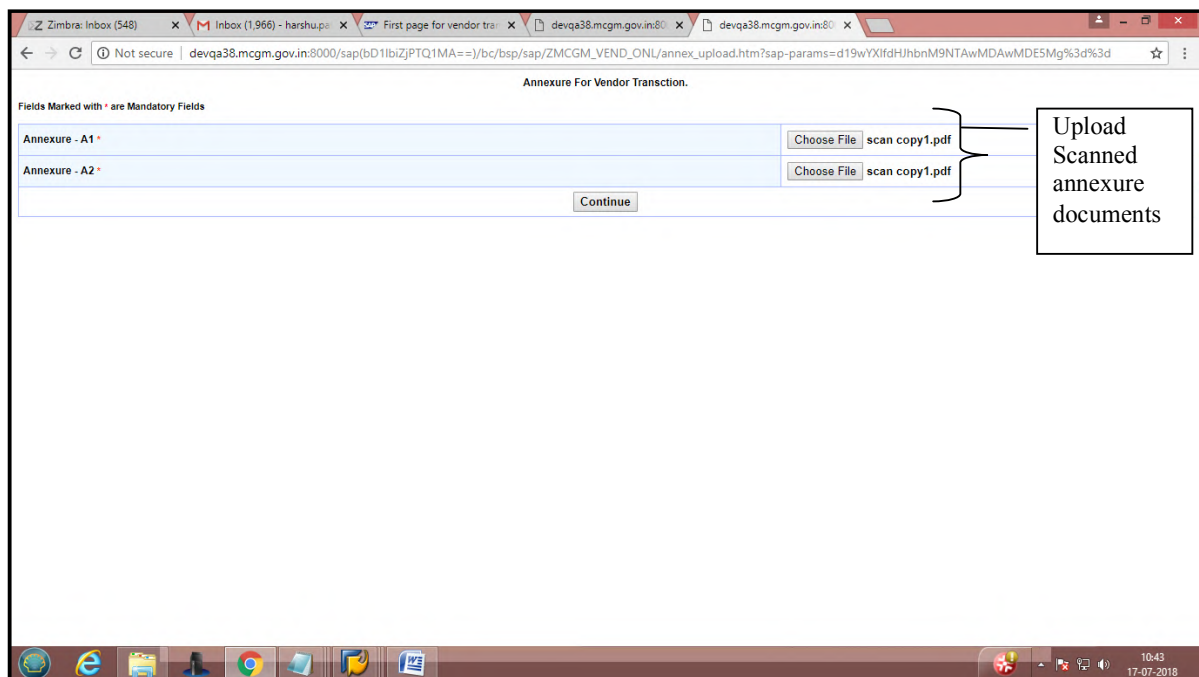 Zimbra: Inbox (548)
Inbox (1,966) - harshu.pa
First page for vendor tra
devqa38.mcgm.gov.in:80
devqa38.mcgm.gov.in:80
Not secure | devqa38.mcgm.gov.in:8000/sap(bD1lbiZjPTQ1MA==)/bc/bsp/sap/ZMCGM_VEND_ONL/annex_upload.htm?sap-params=d19wYXlfdHJhbnM9NTAwMDAwMDE5Mg%3d%3d
Annexure For Vendor Transction.
Fields Marked with * are Mandatory Fields
Annexure - A1 *
Choose File scan copy1.pdf
Annexure - A2 *
Choose File scan copy1.pdf
Continue
Upload
Scanned
annexure
documents
10:43
17-07-2018